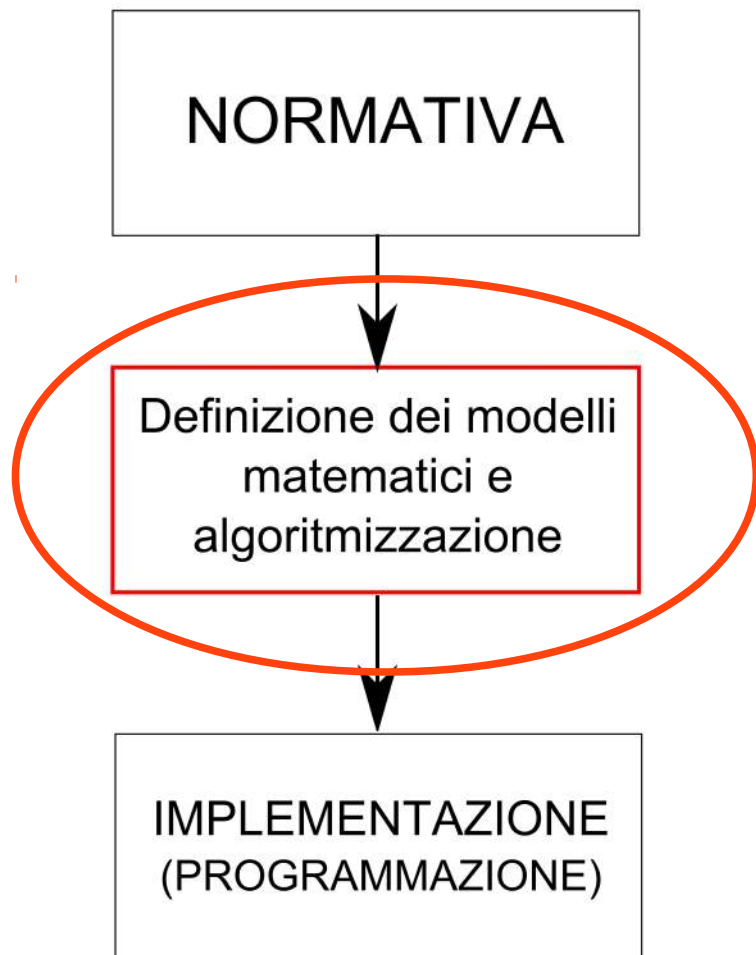 NORMATIVA
Definizione dei modelli
matematici e
algoritmizzazione
IMPLEMENTAZIONE
(PROGRAMMAZIONE)